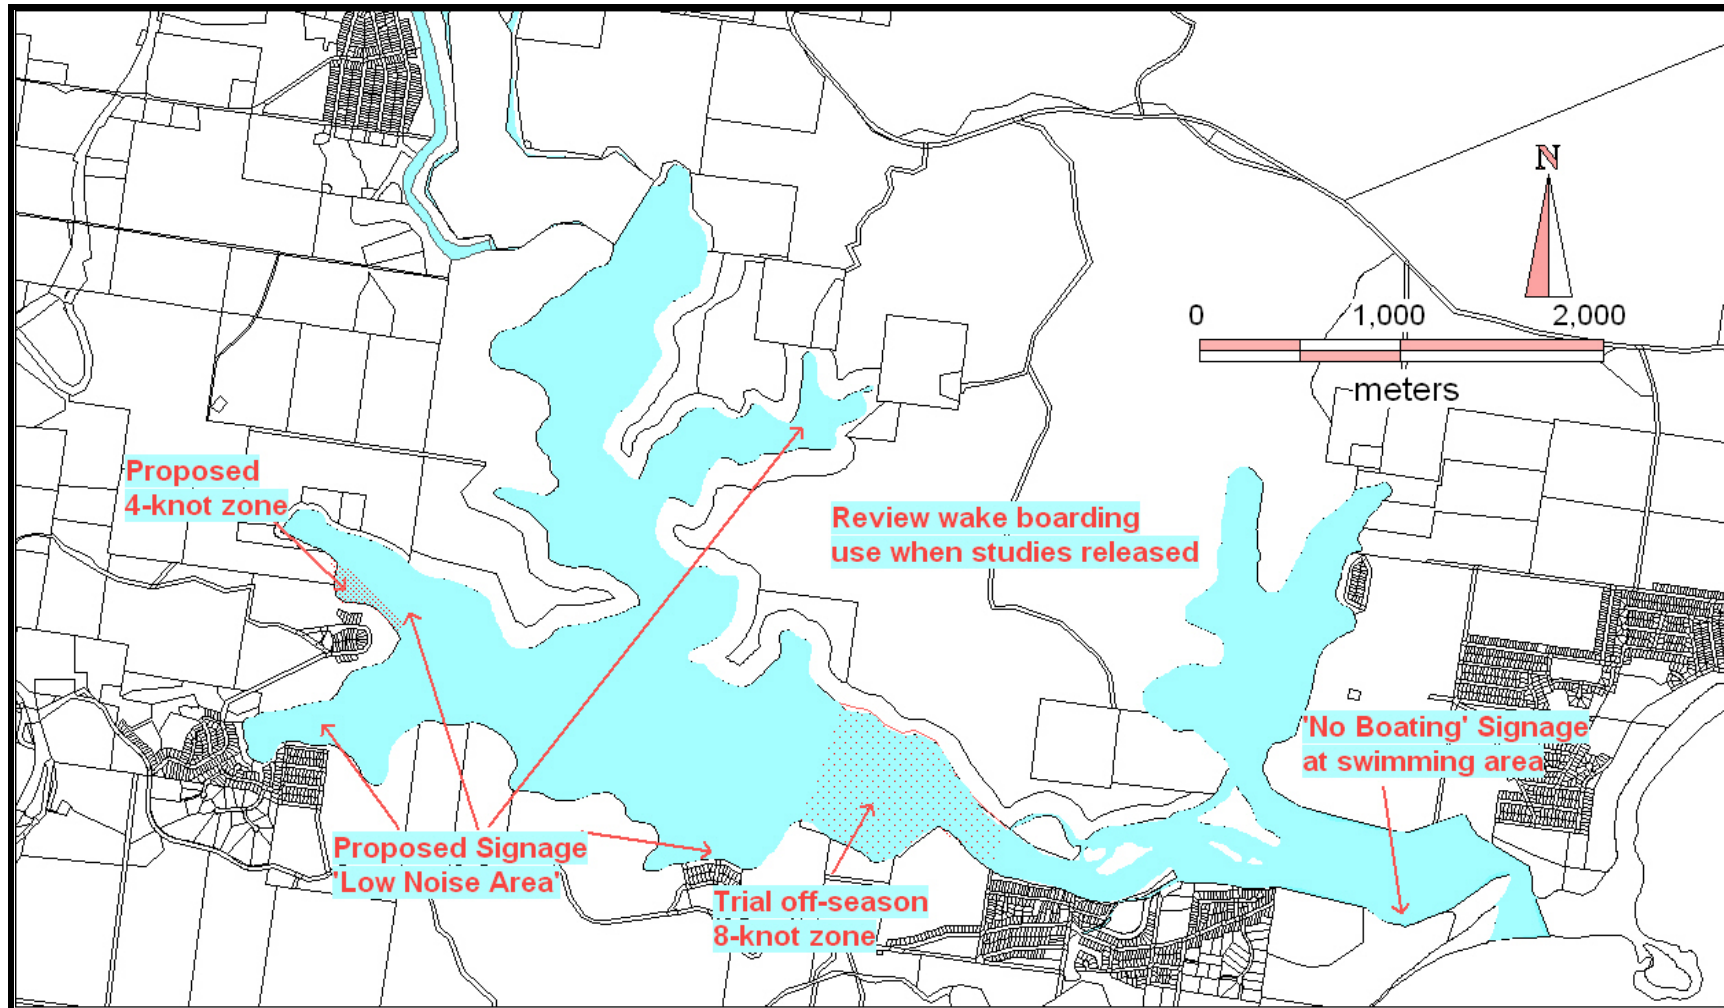 N
0 1,000 2,000
meters
Proposed
4-knot zone
Review wake boarding
use when studies released
'No Boating' Signage
at swimming area
Proposed Signage
'Low Noise Area'
Trial off-season
8-knot zone